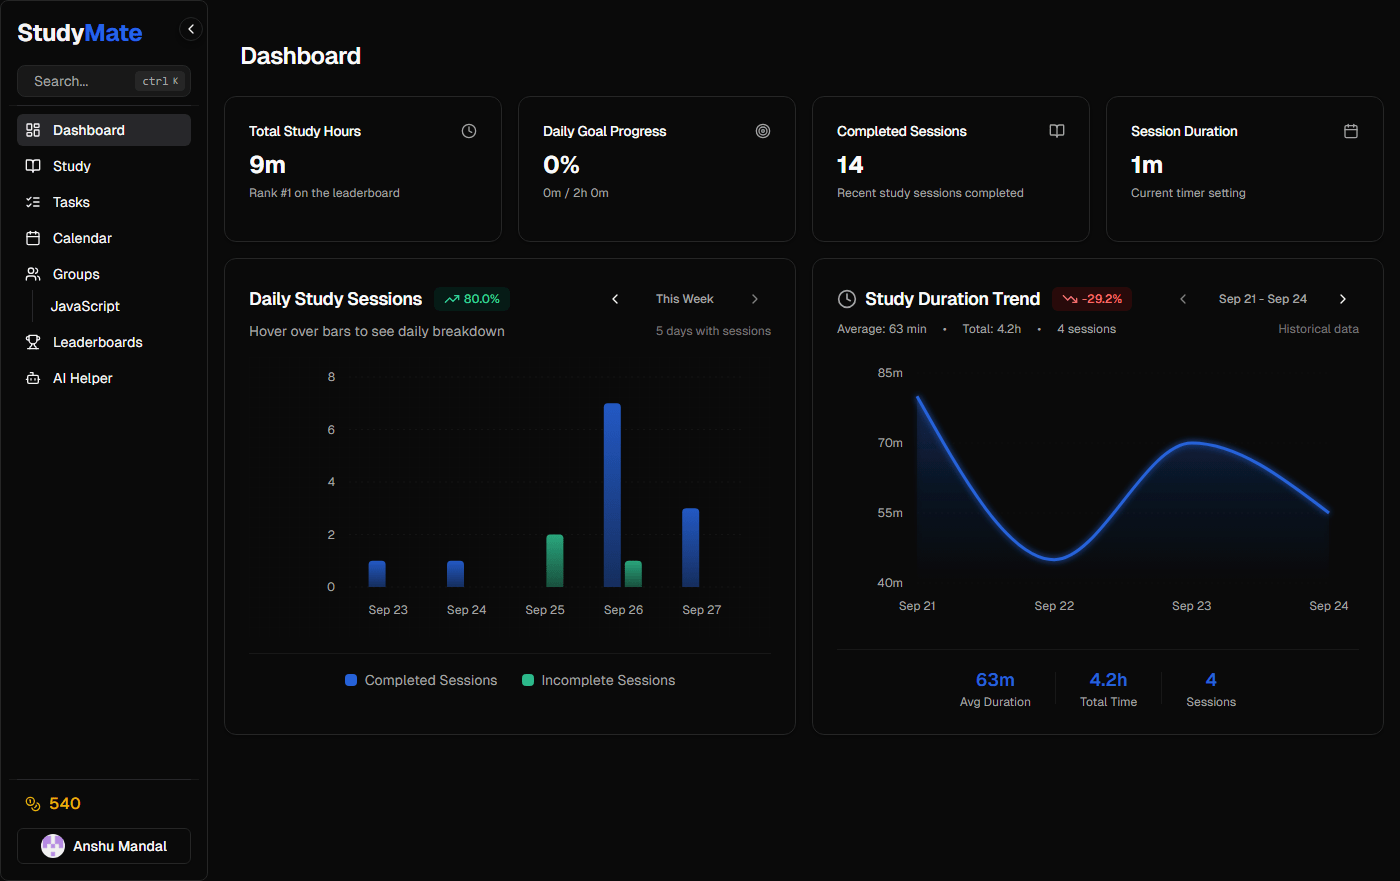 StudyMate
Search...
ctrl K
Dashboard
Study
Tasks
Calendar
Groups
JavaScript
Leaderboards
AI Helper
540
Anshu Mandal
Dashboard
Total Study Hours
9m
Rank #1 on the leaderboard
Daily Goal Progress
0%
0m / 2h 0m
Completed Sessions
14
Recent study sessions completed
Session Duration
1m
Current timer setting
Daily Study Sessions
80.0%
This Week
Hover over bars to see daily breakdown
5 days with sessions
8
6
4
2
0
Sep 23 Sep 24 Sep 25 Sep 26 Sep 27
Completed Sessions
Incomplete Sessions
Study Duration Trend
-29.2%
Sep 21 - Sep 24
Average: 63 min • Total: 4.2h • 4 sessions
Historical data
85m
70m
55m
40m
Sep 21 Sep 22 Sep 23 Sep 24
63m
Avg Duration
4.2h
Total Time
4
Sessions